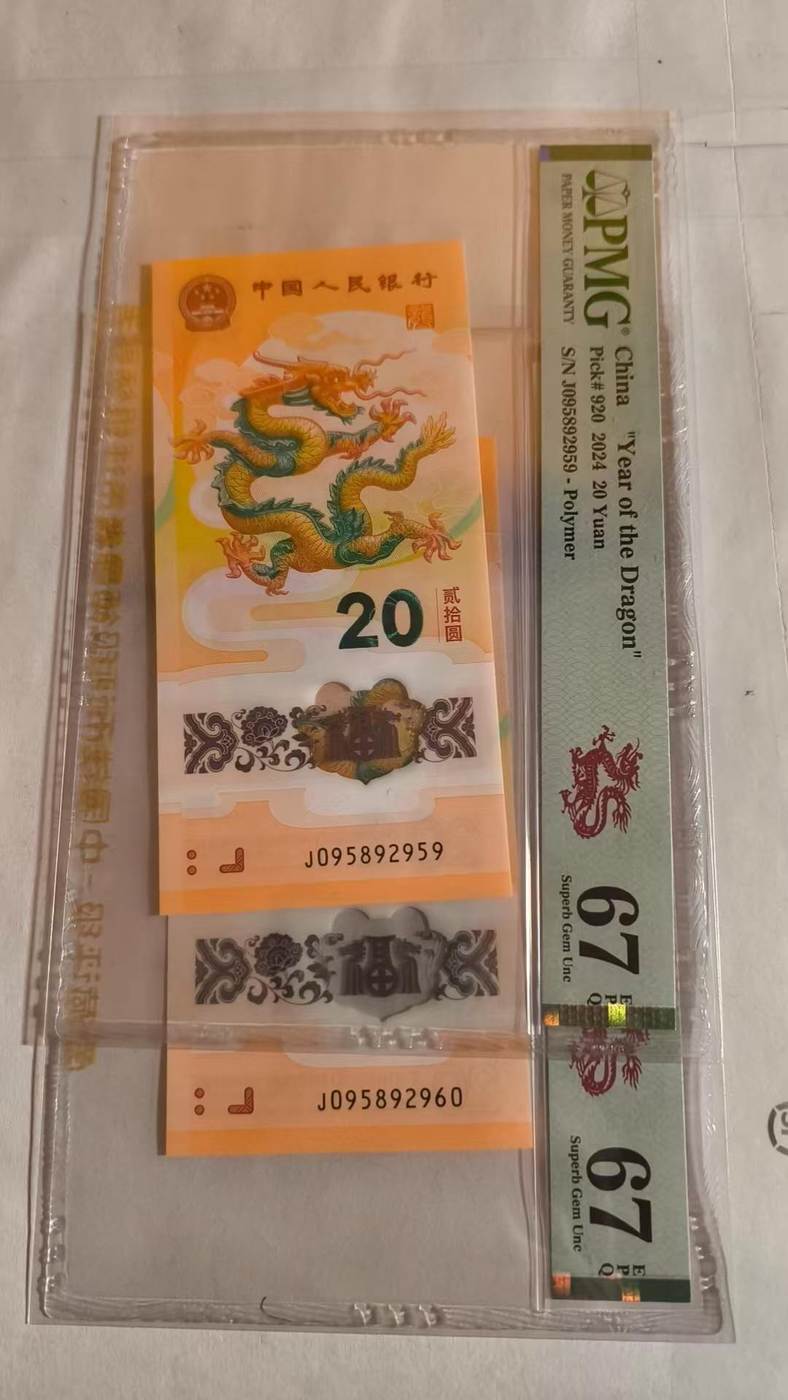 中国人民银行
20
贰拾圆
J095892959
J095892960
PMG®
PAPER MONEY GUARANTY
China "Year of the Dragon"
Pick# 920 2024 20 Yuan
S/N J095892959 - Polymer
67
EPQ
Superb Gem Unc
67
EPQ
Superb Gem Unc